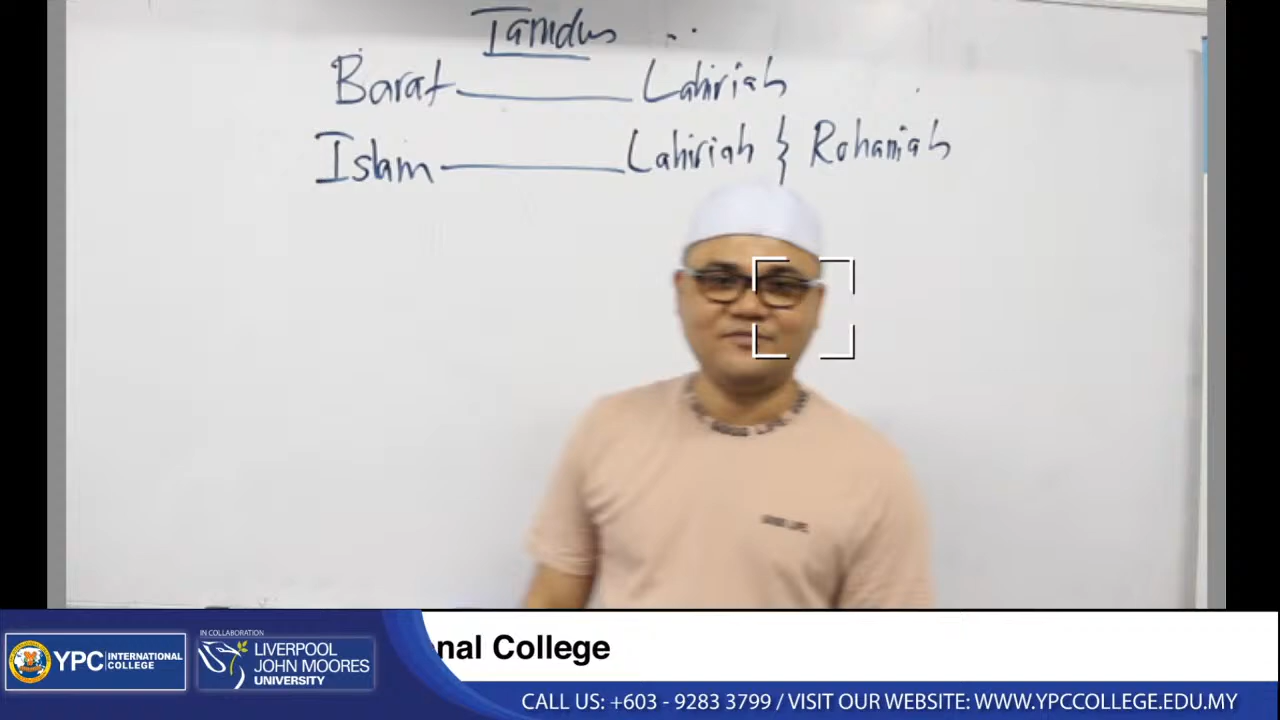 Tamdus
Barat — Lahiriah
Islam — Lahiriah } Rohaniah
YPC INTERNATIONAL COLLEGE
IN COLLABORATION
LIVERPOOL
JOHN MOORES
UNIVERSITY
nal College
CALL US: +603 - 9283 3799 / VISIT OUR WEBSITE: WWW.YPCCOLLEGE.EDU.MY